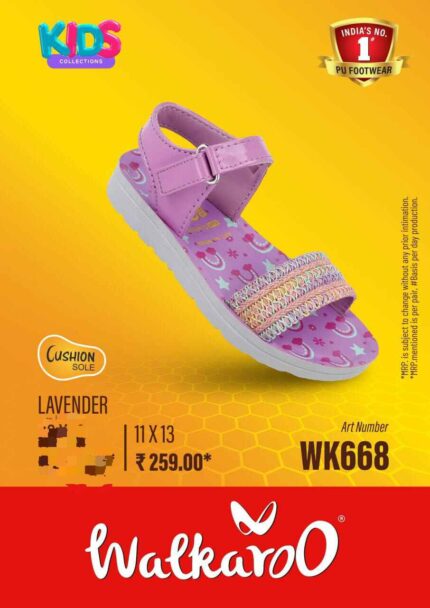 KIDS
COLLECTIONS
INDIA'S NO.
1#
PU FOOTWEAR
*MRP. is subject to change without any prior intimation.
*MRP.mentioned is per pair. #Basis per day production.
CUSHION
SOLE
LAVENDER
11 X 13
₹ 259.00*
Art Number
WK668
Walkaroo®